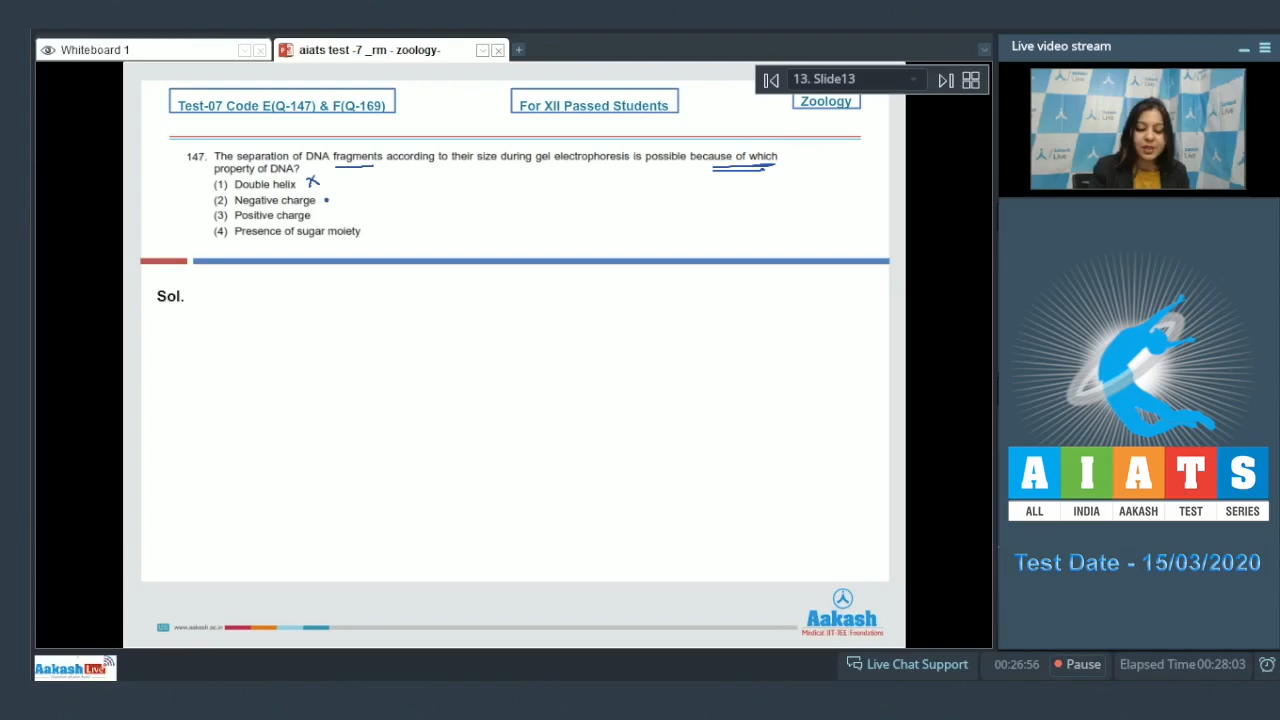 Whiteboard 1
aiats test -7 _rm - zoology-
Live video stream
13. Slide13
Test-07 Code E(Q-147) & F(Q-169)
For XII Passed Students
Zoology
147. The separation of DNA fragments according to their size during gel electrophoresis is possible because of which
property of DNA?
(1) Double helix
(2) Negative charge
(3) Positive charge
(4) Presence of sugar moiety
Sol.
A I A T S
ALL INDIA AAKASH TEST SERIES
Test Date - 15/03/2020
Aakash
Medical|IIT-JEE|Foundations
www.aakash.ac.in
Aakash Live
Live Chat Support
00:26:56
Pause
Elapsed Time 00:28:03